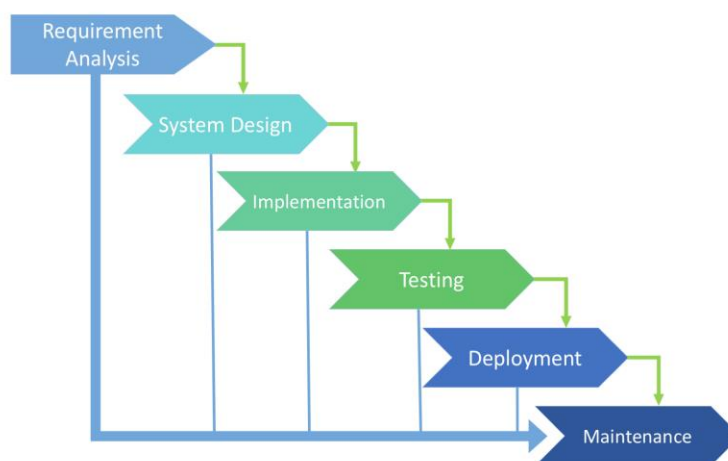 Requirement
Analysis
System Design
Implementation
Testing
Deployment
Maintenance